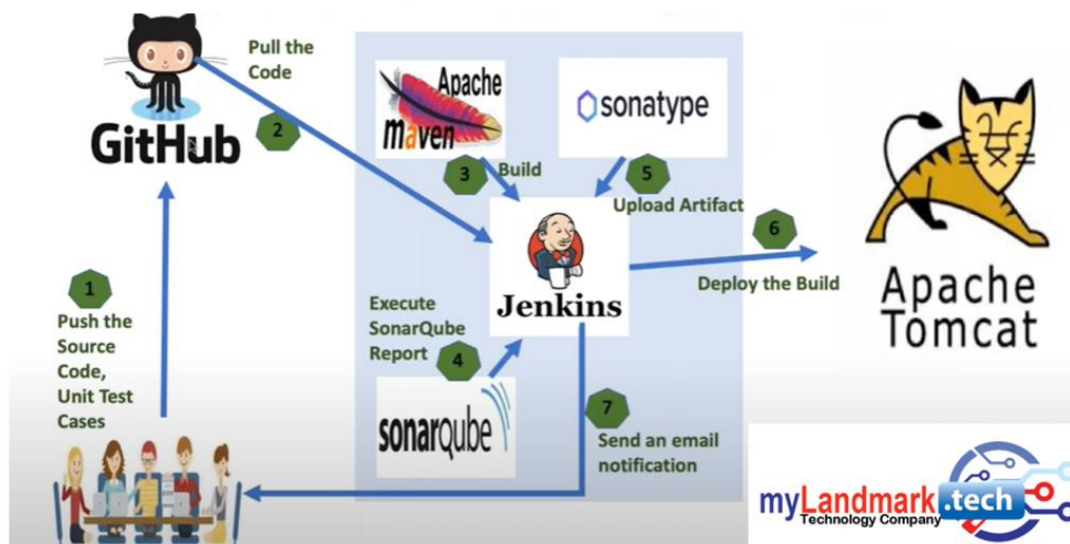 GitHub
Pull the
Code
2
Apache
maven
3
Build
sonatype
5
Upload Artifact
6
Deploy the Build
Apache
Tomcat
Jenkins
1
Push the
Source
Code,
Unit Test
Cases
Execute
SonarQube
Report
4
sonarqube
7
Send an email
notification
myLandmark.tech
Technology Company